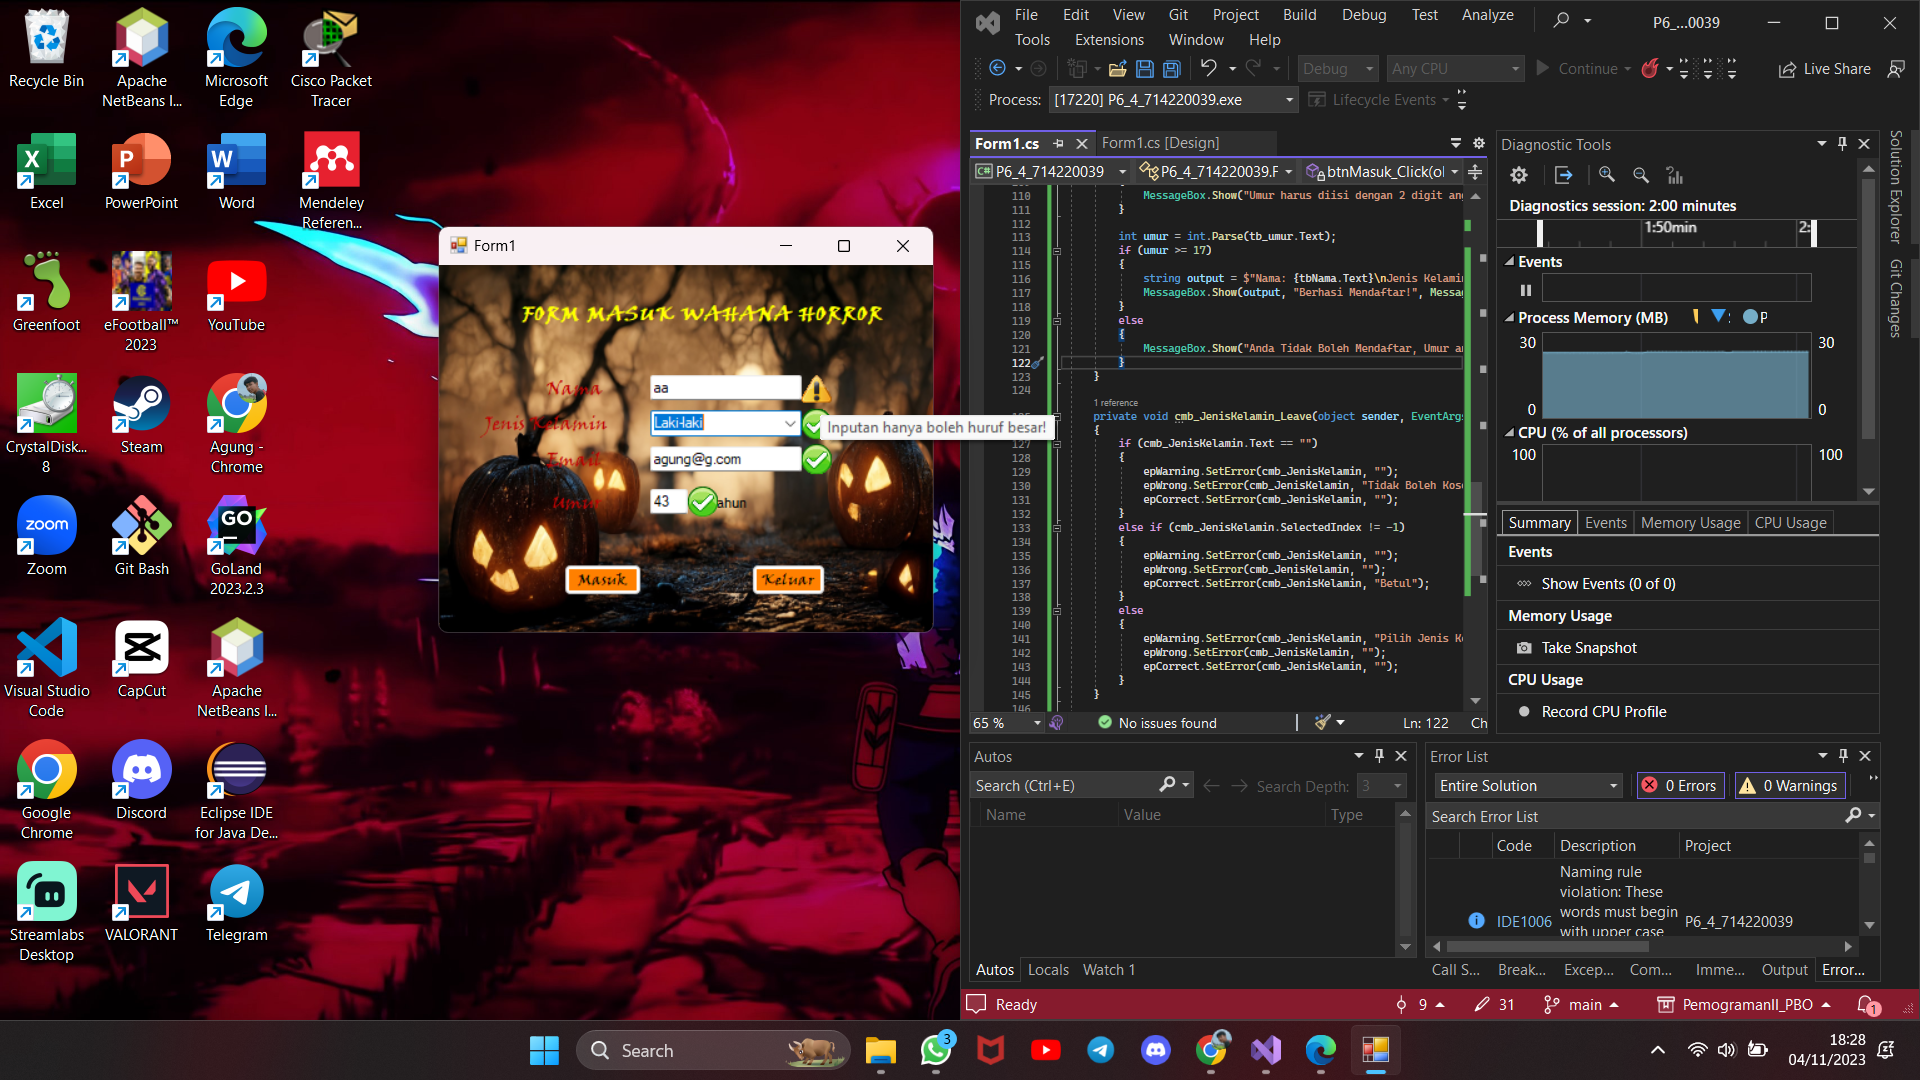 Recycle Bin
Apache NetBeans I...
Microsoft Edge
Cisco Packet Tracer
Excel
PowerPoint
Word
Mendeley Referen...
Greenfoot
eFootball™ 2023
YouTube
CrystalDisk... 8
Steam
Agung - Chrome
zoom
Zoom
Git Bash
GO
GoLand 2023.2.3
Visual Studio Code
CapCut
Apache NetBeans I...
Google Chrome
Discord
Eclipse IDE for Java De...
Streamlabs Desktop
VALORANT
Telegram
Form1
FORM MASUK WAHANA HORROR
Nama
aa
Jenis Kelamin
Laki-laki
Inputan hanya boleh huruf besar!
Email
agung@g.com
Umur
43
ahun
Masuk
Keluar
File Edit View Git Project Build Debug Test Analyze
P6_...0039
Tools Extensions Window Help
Debug
Any CPU
Continue
Live Share
Process: [17220] P6_4_714220039.exe
Lifecycle Events
Form1.cs
Form1.cs [Design]
P6_4_714220039
P6_4_714220039.F
btnMasuk_Click(ol
110 MessageBox.Show("Umur harus diisi dengan 2 digit ang
111 }
112
113 int umur = int.Parse(tb_umur.Text);
114 if (umur >= 17)
115 {
116 string output = $"Nama: {tbNama.Text}\nJenis Kelamin
117 MessageBox.Show(output, "Berhasi Mendaftar!", Messag
118 }
119 else
120 {
121 MessageBox.Show("Anda Tidak Boleh Mendaftar, Umur an
122 }
123 }
124
1 reference
private void cmb_JenisKelamin_Leave(object sender, EventArgs
{
127
128 if (cmb_JenisKelamin.Text == "")
{
129 epWarning.SetError(cmb_JenisKelamin, "");
130 epWrong.SetError(cmb_JenisKelamin, "Tidak Boleh Koso
131 epCorrect.SetError(cmb_JenisKelamin, "");
132 }
133 else if (cmb_JenisKelamin.SelectedIndex != -1)
134 {
135 epWarning.SetError(cmb_JenisKelamin, "");
136 epWrong.SetError(cmb_JenisKelamin, "");
137 epCorrect.SetError(cmb_JenisKelamin, "Betul");
138 }
139 else
140 {
141 epWarning.SetError(cmb_JenisKelamin, "Pilih Jenis Ke
142 epWrong.SetError(cmb_JenisKelamin, "");
143 epCorrect.SetError(cmb_JenisKelamin, "");
144 }
145 }
146
65 %
No issues found
Ln: 122
Ch
Diagnostic Tools
Diagnostics session: 2:00 minutes
1:50min
2:
Events
Process Memory (MB)
P
30
30
0
0
CPU (% of all processors)
100
100
Summary Events Memory Usage CPU Usage
Events
Show Events (0 of 0)
Memory Usage
Take Snapshot
CPU Usage
Record CPU Profile
Solution Explorer
Git Changes
Autos
Search (Ctrl+E)
Search Depth: 3
Name Value Type
Autos Locals Watch 1
Error List
Entire Solution
0 Errors
0 Warnings
Search Error List
Code Description Project
Naming rule
violation: These
words must begin
with upper case
IDE1006
P6_4_714220039
Call S... Break... Excep... Com... Imme... Output Error...
Ready
9
31
main
PemogramanII_PBO
1
Search
3
18:28
04/11/2023